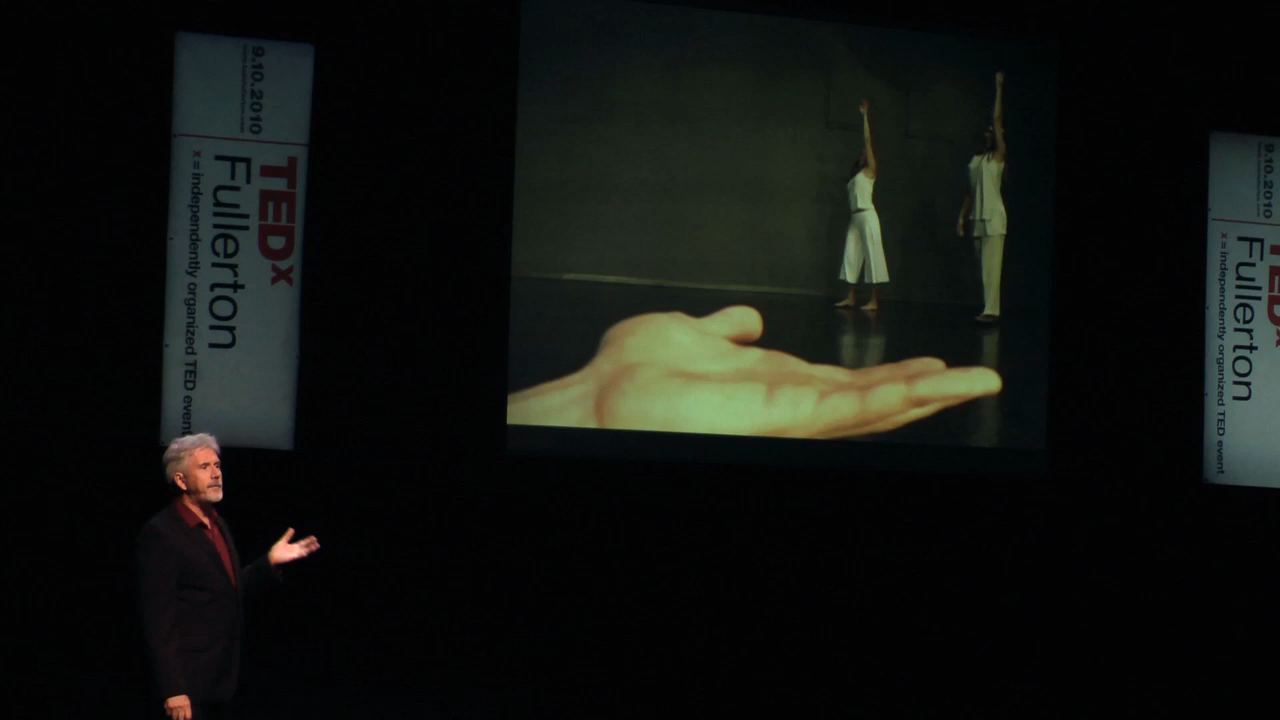 9.10.2010
TEDx
Fullerton
x = independently organized TED event
9.10.2010
TEDx
Fullerton
x = independently organized TED event